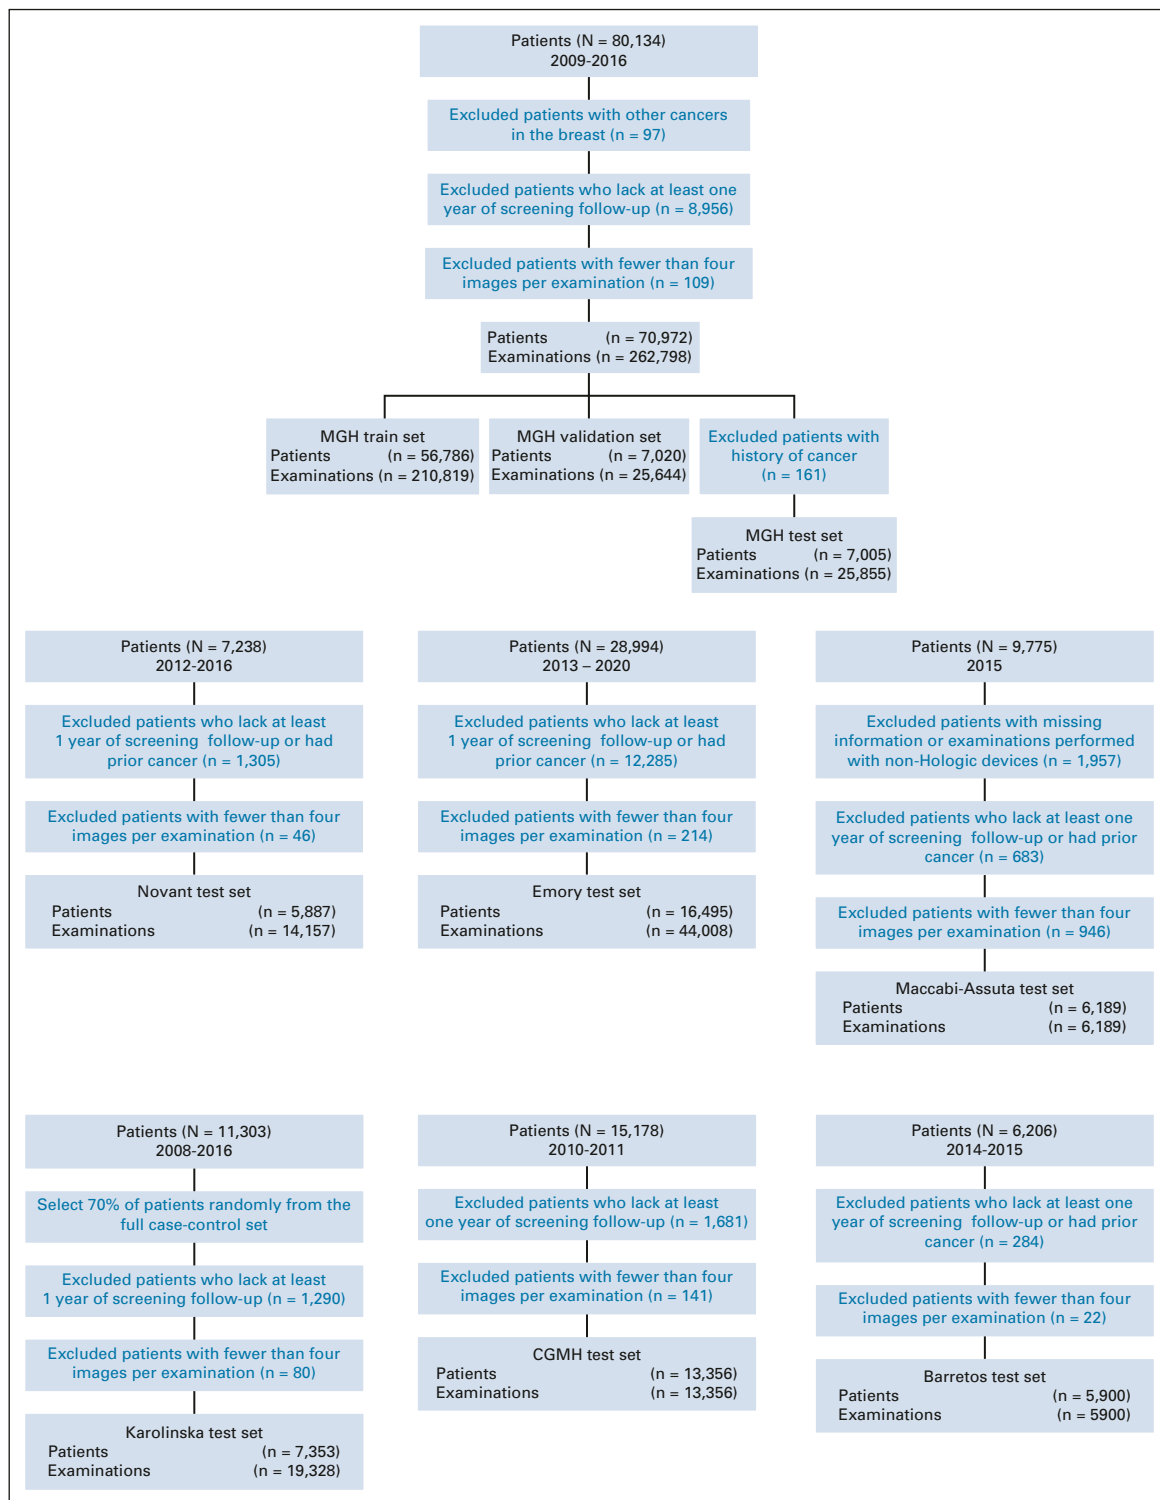 Patients (N = 80,134)
2009-2016
Excluded patients with other cancers
in the breast (n = 97)
Excluded patients who lack at least one
year of screening follow-up (n = 8,956)
Excluded patients with fewer than four
images per examination (n = 109)
Patients (n = 70,972)
Examinations (n = 262,798)
MGH train set
Patients (n = 56,786)
Examinations (n = 210,819)
MGH validation set
Patients (n = 7,020)
Examinations (n = 25,644)
Excluded patients with
history of cancer
(n = 161)
MGH test set
Patients (n = 7,005)
Examinations (n = 25,855)
Patients (N = 7,238)
2012-2016
Excluded patients who lack at least
1 year of screening follow-up or had
prior cancer (n = 1,305)
Excluded patients with fewer than four
images per examination (n = 46)
Novant test set
Patients (n = 5,887)
Examinations (n = 14,157)
Patients (N = 28,994)
2013 – 2020
Excluded patients who lack at least
1 year of screening follow-up or had
prior cancer (n = 12,285)
Excluded patients with fewer than four
images per examination (n = 214)
Emory test set
Patients (n = 16,495)
Examinations (n = 44,008)
Patients (N = 9,775)
2015
Excluded patients with missing
information or examinations performed
with non-Hologic devices (n = 1,957)
Excluded patients who lack at least one
year of screening follow-up or had prior
cancer (n = 683)
Excluded patients with fewer than four
images per examination (n = 946)
Maccabi-Assuta test set
Patients (n = 6,189)
Examinations (n = 6,189)
Patients (N = 11,303)
2008-2016
Select 70% of patients randomly from the
full case-control set
Excluded patients who lack at least
1 year of screening follow-up (n = 1,290)
Excluded patients with fewer than four
images per examination (n = 80)
Karolinska test set
Patients (n = 7,353)
Examinations (n = 19,328)
Patients (N = 15,178)
2010-2011
Excluded patients who lack at least
one year of screening follow-up (n = 1,681)
Excluded patients with fewer than four
images per examination (n = 141)
CGMH test set
Patients (n = 13,356)
Examinations (n = 13,356)
Patients (N = 6,206)
2014-2015
Excluded patients who lack at least one
year of screening follow-up or had prior
cancer (n = 284)
Excluded patients with fewer than four
images per examination (n = 22)
Barretos test set
Patients (n = 5,900)
Examinations (n = 5900)